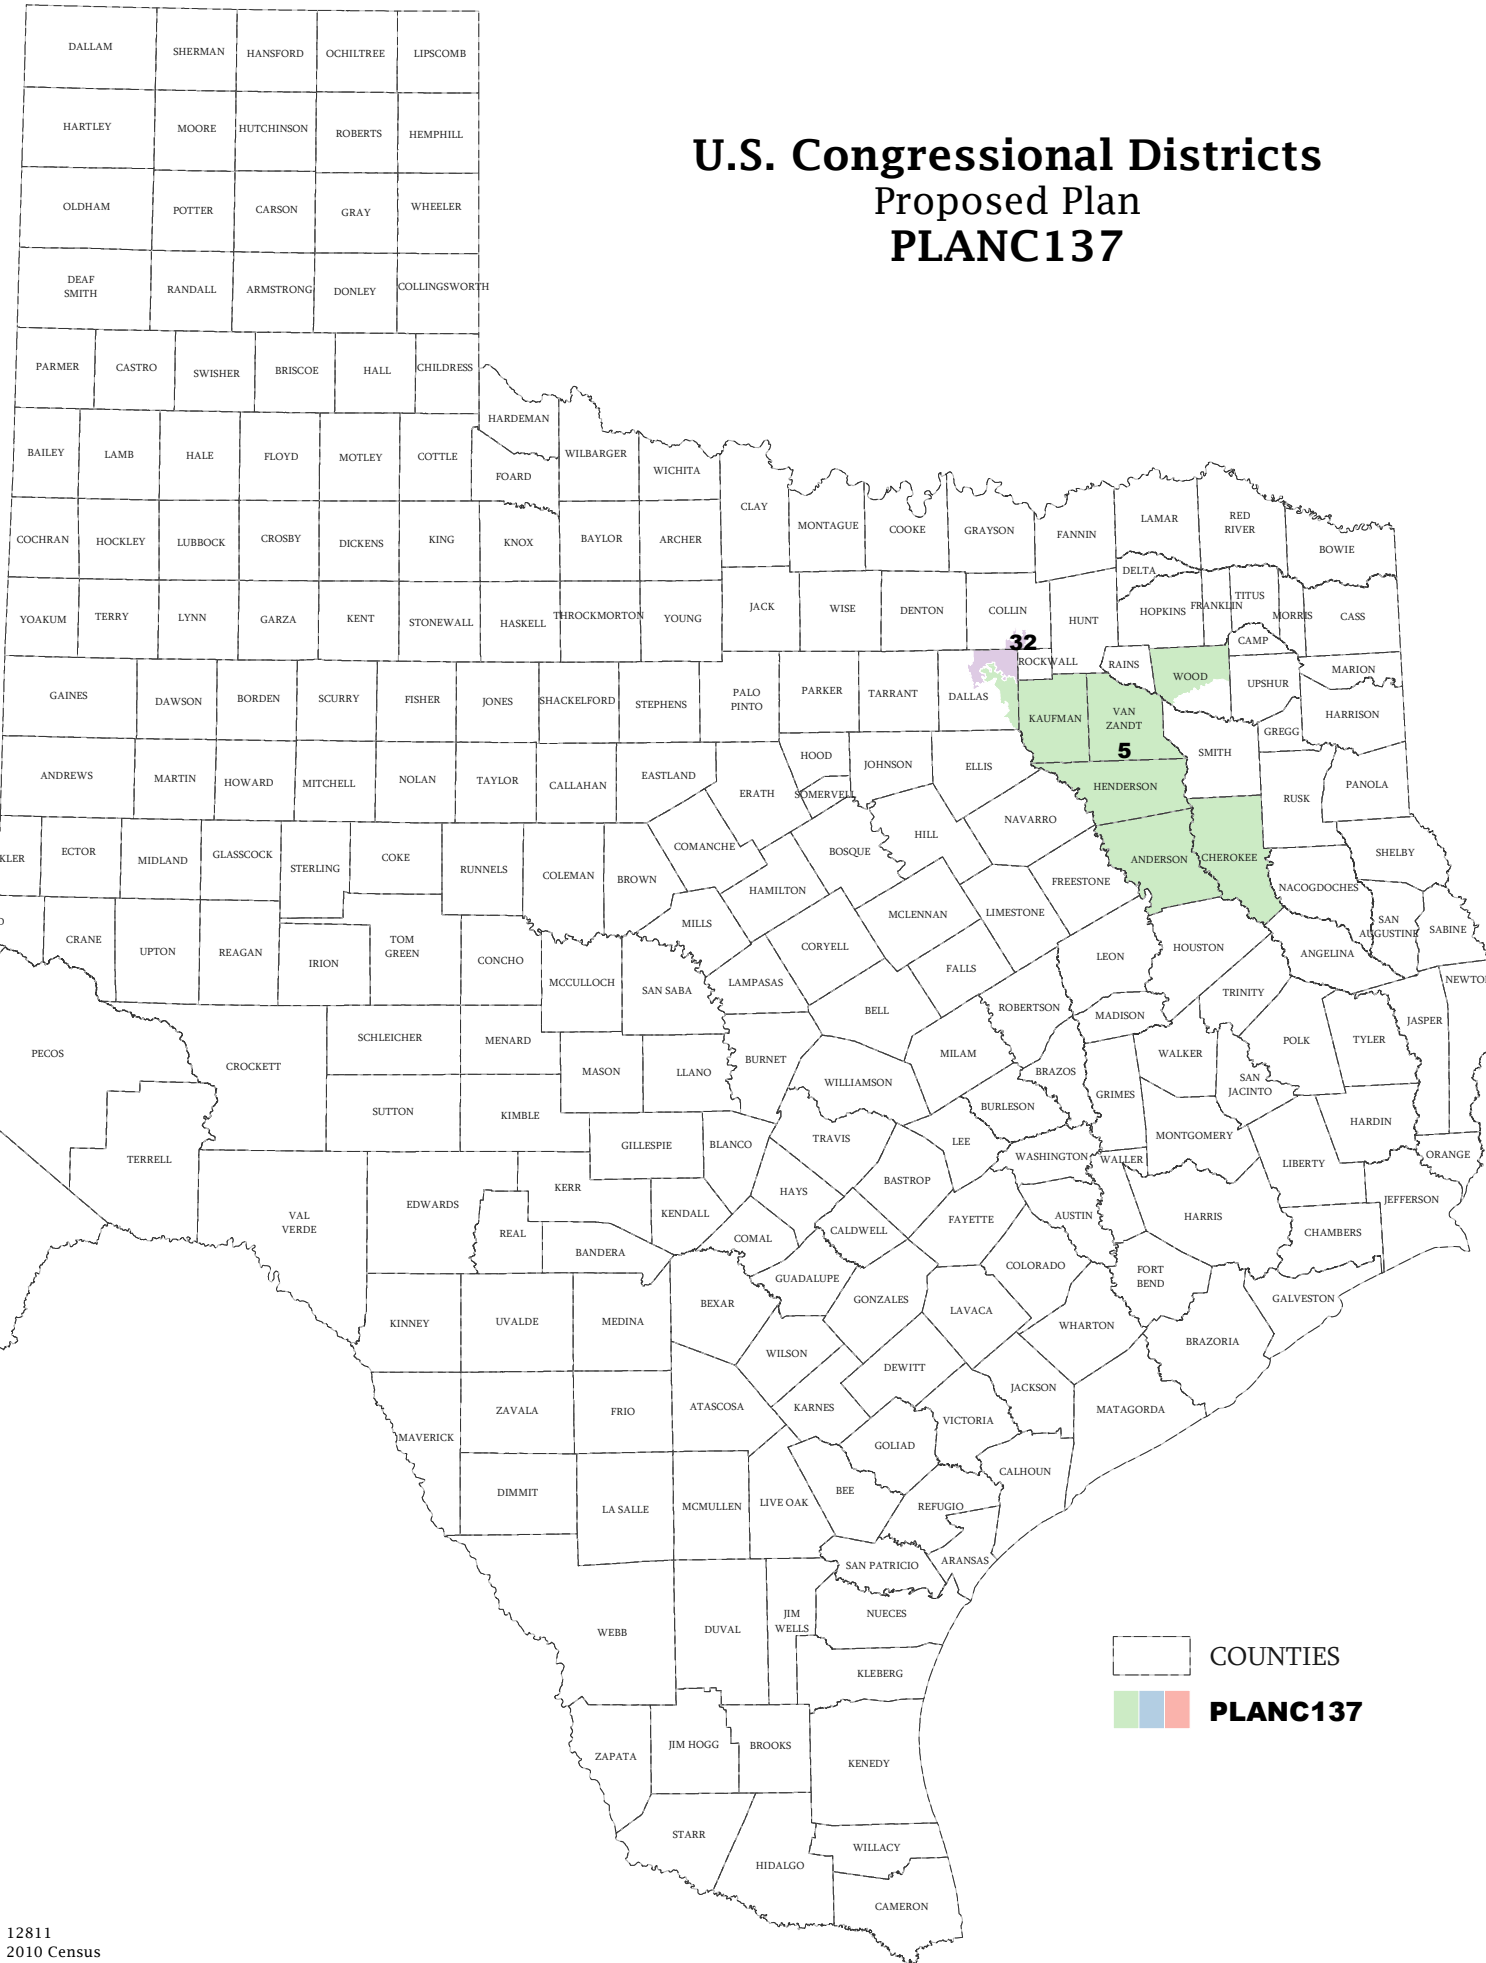 U.S. Congressional Districts
Proposed Plan
PLANC137
DALLAM
SHERMAN
HANSFORD
OCHILTREE
LIPSCOMB
HARTLEY
MOORE
HUTCHINSON
ROBERTS
HEMPHILL
OLDHAM
POTTER
CARSON
GRAY
WHEELER
DEAF
SMITH
RANDALL
ARMSTRONG
DONLEY
COLLINGSWORTH
PARMER
CASTRO
SWISHER
BRISCOE
HALL
CHILDRESS
HARDEMAN
BAILEY
LAMB
HALE
FLOYD
MOTLEY
COTTLE
FOARD
WILBARGER
WICHITA
CLAY
MONTAGUE
COOKE
GRAYSON
FANNIN
LAMAR
RED
RIVER
BOWIE
COCHRAN
HOCKLEY
LUBBOCK
CROSBY
DICKENS
KING
KNOX
BAYLOR
ARCHER
DELTA
YOAKUM
TERRY
LYNN
GARZA
KENT
STONEWALL
HASKELL
THROCKMORTON
YOUNG
JACK
WISE
DENTON
COLLIN
HUNT
HOPKINS
FRANKLIN
TITUS
MORRIS
CASS
CAMP
32
ROCKWALL
RAINS
WOOD
UPSHUR
MARION
GAINES
DAWSON
BORDEN
SCURRY
FISHER
JONES
SHACKELFORD
STEPHENS
PALO
PINTO
PARKER
TARRANT
DALLAS
KAUFMAN
VAN
ZANDT
5
SMITH
GREGG
HARRISON
ANDREWS
MARTIN
HOWARD
MITCHELL
NOLAN
TAYLOR
CALLAHAN
EASTLAND
ERATH
HOOD
SOMERVELL
JOHNSON
ELLIS
HENDERSON
RUSK
PANOLA
KLER
ECTOR
MIDLAND
GLASSCOCK
STERLING
COKE
RUNNELS
COLEMAN
BROWN
COMANCHE
BOSQUE
HILL
NAVARRO
ANDERSON
CHEROKEE
SHELBY
HAMILTON
FREESTONE
NACOGDOCHES
MILLS
MCLENNAN
LIMESTONE
SAN
AUGUSTINE
SABINE
CRANE
UPTON
REAGAN
IRION
TOM
GREEN
CONCHO
MCCULLOCH
SAN SABA
LAMPASAS
CORYELL
FALLS
LEON
HOUSTON
ANGELINA
NEWTO
TRINITY
BELL
ROBERTSON
MADISON
POLK
TYLER
JASPER
PECOS
CROCKETT
SCHLEICHER
MENARD
MASON
LLANO
BURNET
MILAM
WILLIAMSON
BRAZOS
GRIMES
WALKER
SAN
JACINTO
SUTTON
KIMBLE
BURLESON
HARDIN
TERRELL
GILLESPIE
BLANCO
TRAVIS
LEE
WASHINGTON
WALLER
MONTGOMERY
LIBERTY
ORANGE
JEFFERSON
VAL
VERDE
EDWARDS
KERR
REAL
KENDALL
HAYS
BASTROP
FAYETTE
AUSTIN
HARRIS
CHAMBERS
BANDERA
COMAL
CALDWELL
COLORADO
FORT
BEND
GALVESTON
KINNEY
UVALDE
MEDINA
BEXAR
GUADALUPE
GONZALES
LAVACA
WHARTON
BRAZORIA
WILSON
DEWITT
JACKSON
MATAGORDA
MAVERICK
ZAVALA
FRIO
ATASCOSA
KARNES
VICTORIA
GOLIAD
CALHOUN
DIMMIT
LA SALLE
MCMULLEN
LIVE OAK
BEE
REFUGIO
SAN PATRICIO
ARANSAS
WEBB
DUVAL
JIM
WELLS
NUECES
KLEBERG
COUNTIES
PLANC137
ZAPATA
JIM HOGG
BROOKS
KENEDY
STARR
HIDALGO
WILLACY
CAMERON
12811
2010 Census